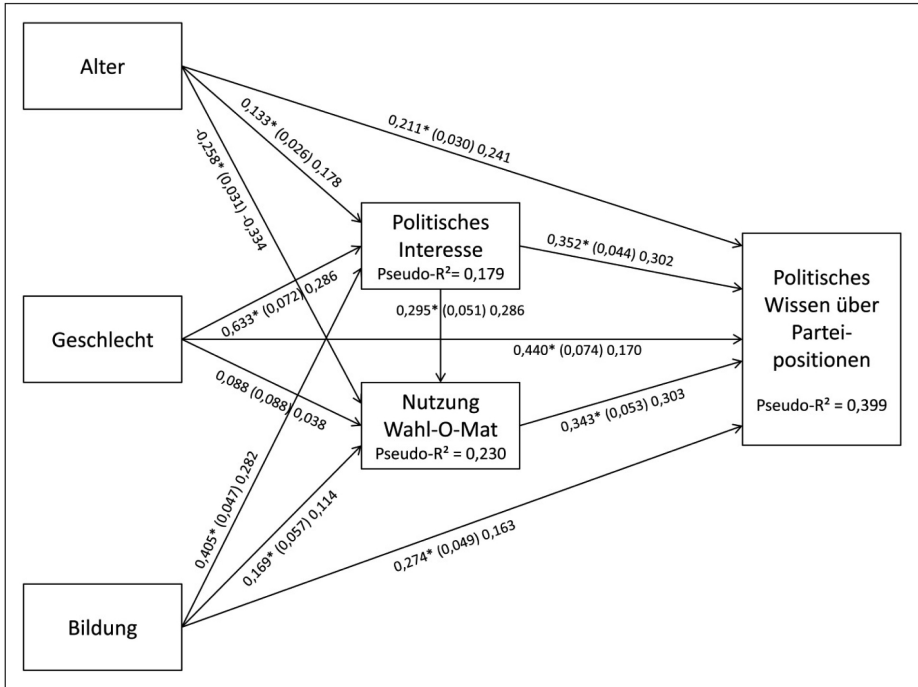 Alter
0,133* (0,026) 0,178
-0,258* (0,031) -0,334
0,211* (0,030) 0,241
Politisches
Interesse
Pseudo-R²= 0,179
0,352* (0,044) 0,302
Politisches
Wissen über
Partei-
positionen
Pseudo-R² = 0,399
0,633* (0,072) 0,286
0,295* (0,051) 0,286
Geschlecht
0,440* (0,074) 0,170
0,088 (0,088) 0,038
Nutzung
Wahl-O-Mat
Pseudo-R² = 0,230
0,343* (0,053) 0,303
0,405* (0,047) 0,282
0,169* (0,057) 0,114
0,274* (0,049) 0,163
Bildung